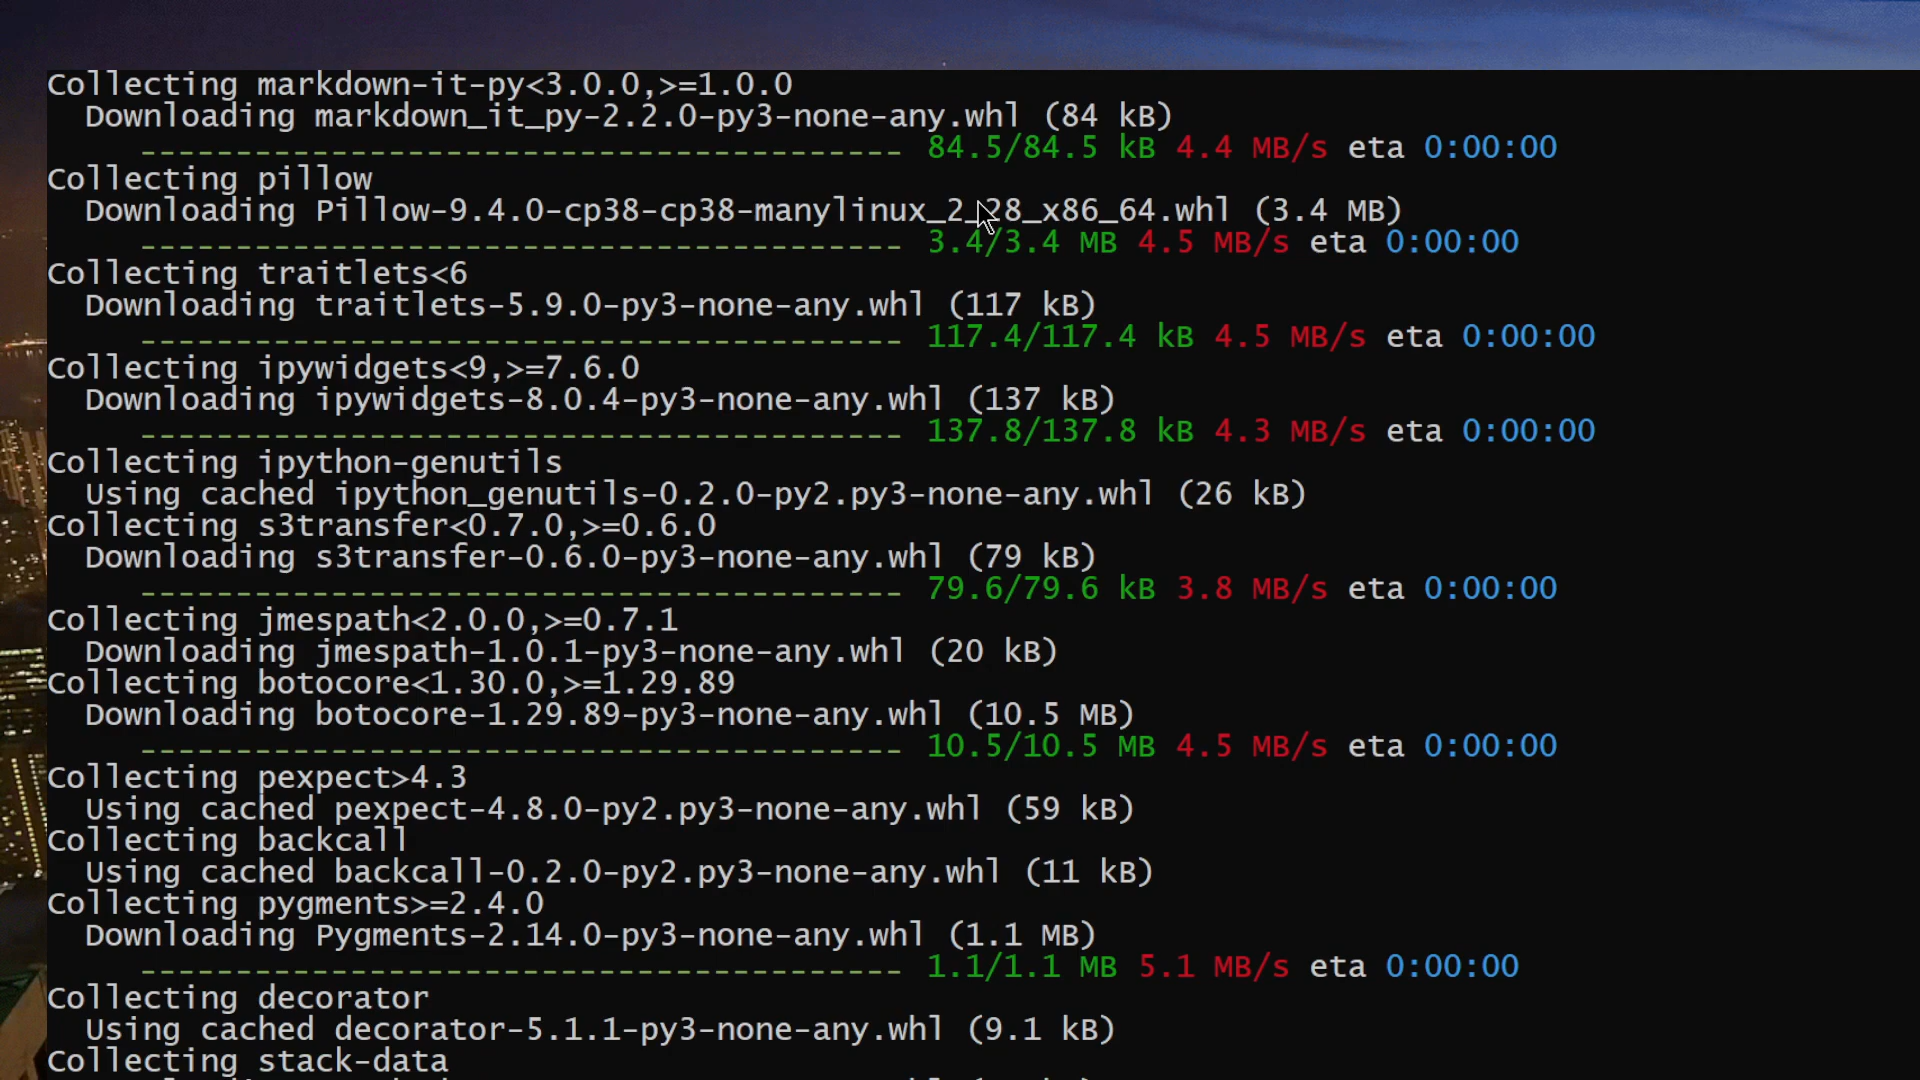 Collecting markdown-it-py<3.0.0,>=1.0.0
Downloading markdown_it_py-2.2.0-py3-none-any.whl (84 kB)
---------------------------------------- 84.5/84.5 kB 4.4 MB/s eta 0:00:00
Collecting pillow
Downloading Pillow-9.4.0-cp38-cp38-manylinux_2_28_x86_64.whl (3.4 MB)
---------------------------------------- 3.4/3.4 MB 4.5 MB/s eta 0:00:00
Collecting traitlets<6
Downloading traitlets-5.9.0-py3-none-any.whl (117 kB)
---------------------------------------- 117.4/117.4 kB 4.5 MB/s eta 0:00:00
Collecting ipywidgets<9,>=7.6.0
Downloading ipywidgets-8.0.4-py3-none-any.whl (137 kB)
---------------------------------------- 137.8/137.8 kB 4.3 MB/s eta 0:00:00
Collecting ipython-genutils
Using cached ipython_genutils-0.2.0-py2.py3-none-any.whl (26 kB)
Collecting s3transfer<0.7.0,>=0.6.0
Downloading s3transfer-0.6.0-py3-none-any.whl (79 kB)
---------------------------------------- 79.6/79.6 kB 3.8 MB/s eta 0:00:00
Collecting jmespath<2.0.0,>=0.7.1
Downloading jmespath-1.0.1-py3-none-any.whl (20 kB)
Collecting botocore<1.30.0,>=1.29.89
Downloading botocore-1.29.89-py3-none-any.whl (10.5 MB)
---------------------------------------- 10.5/10.5 MB 4.5 MB/s eta 0:00:00
Collecting pexpect>4.3
Using cached pexpect-4.8.0-py2.py3-none-any.whl (59 kB)
Collecting backcall
Using cached backcall-0.2.0-py2.py3-none-any.whl (11 kB)
Collecting pygments>=2.4.0
Downloading Pygments-2.14.0-py3-none-any.whl (1.1 MB)
---------------------------------------- 1.1/1.1 MB 5.1 MB/s eta 0:00:00
Collecting decorator
Using cached decorator-5.1.1-py3-none-any.whl (9.1 kB)
Collecting stack-data